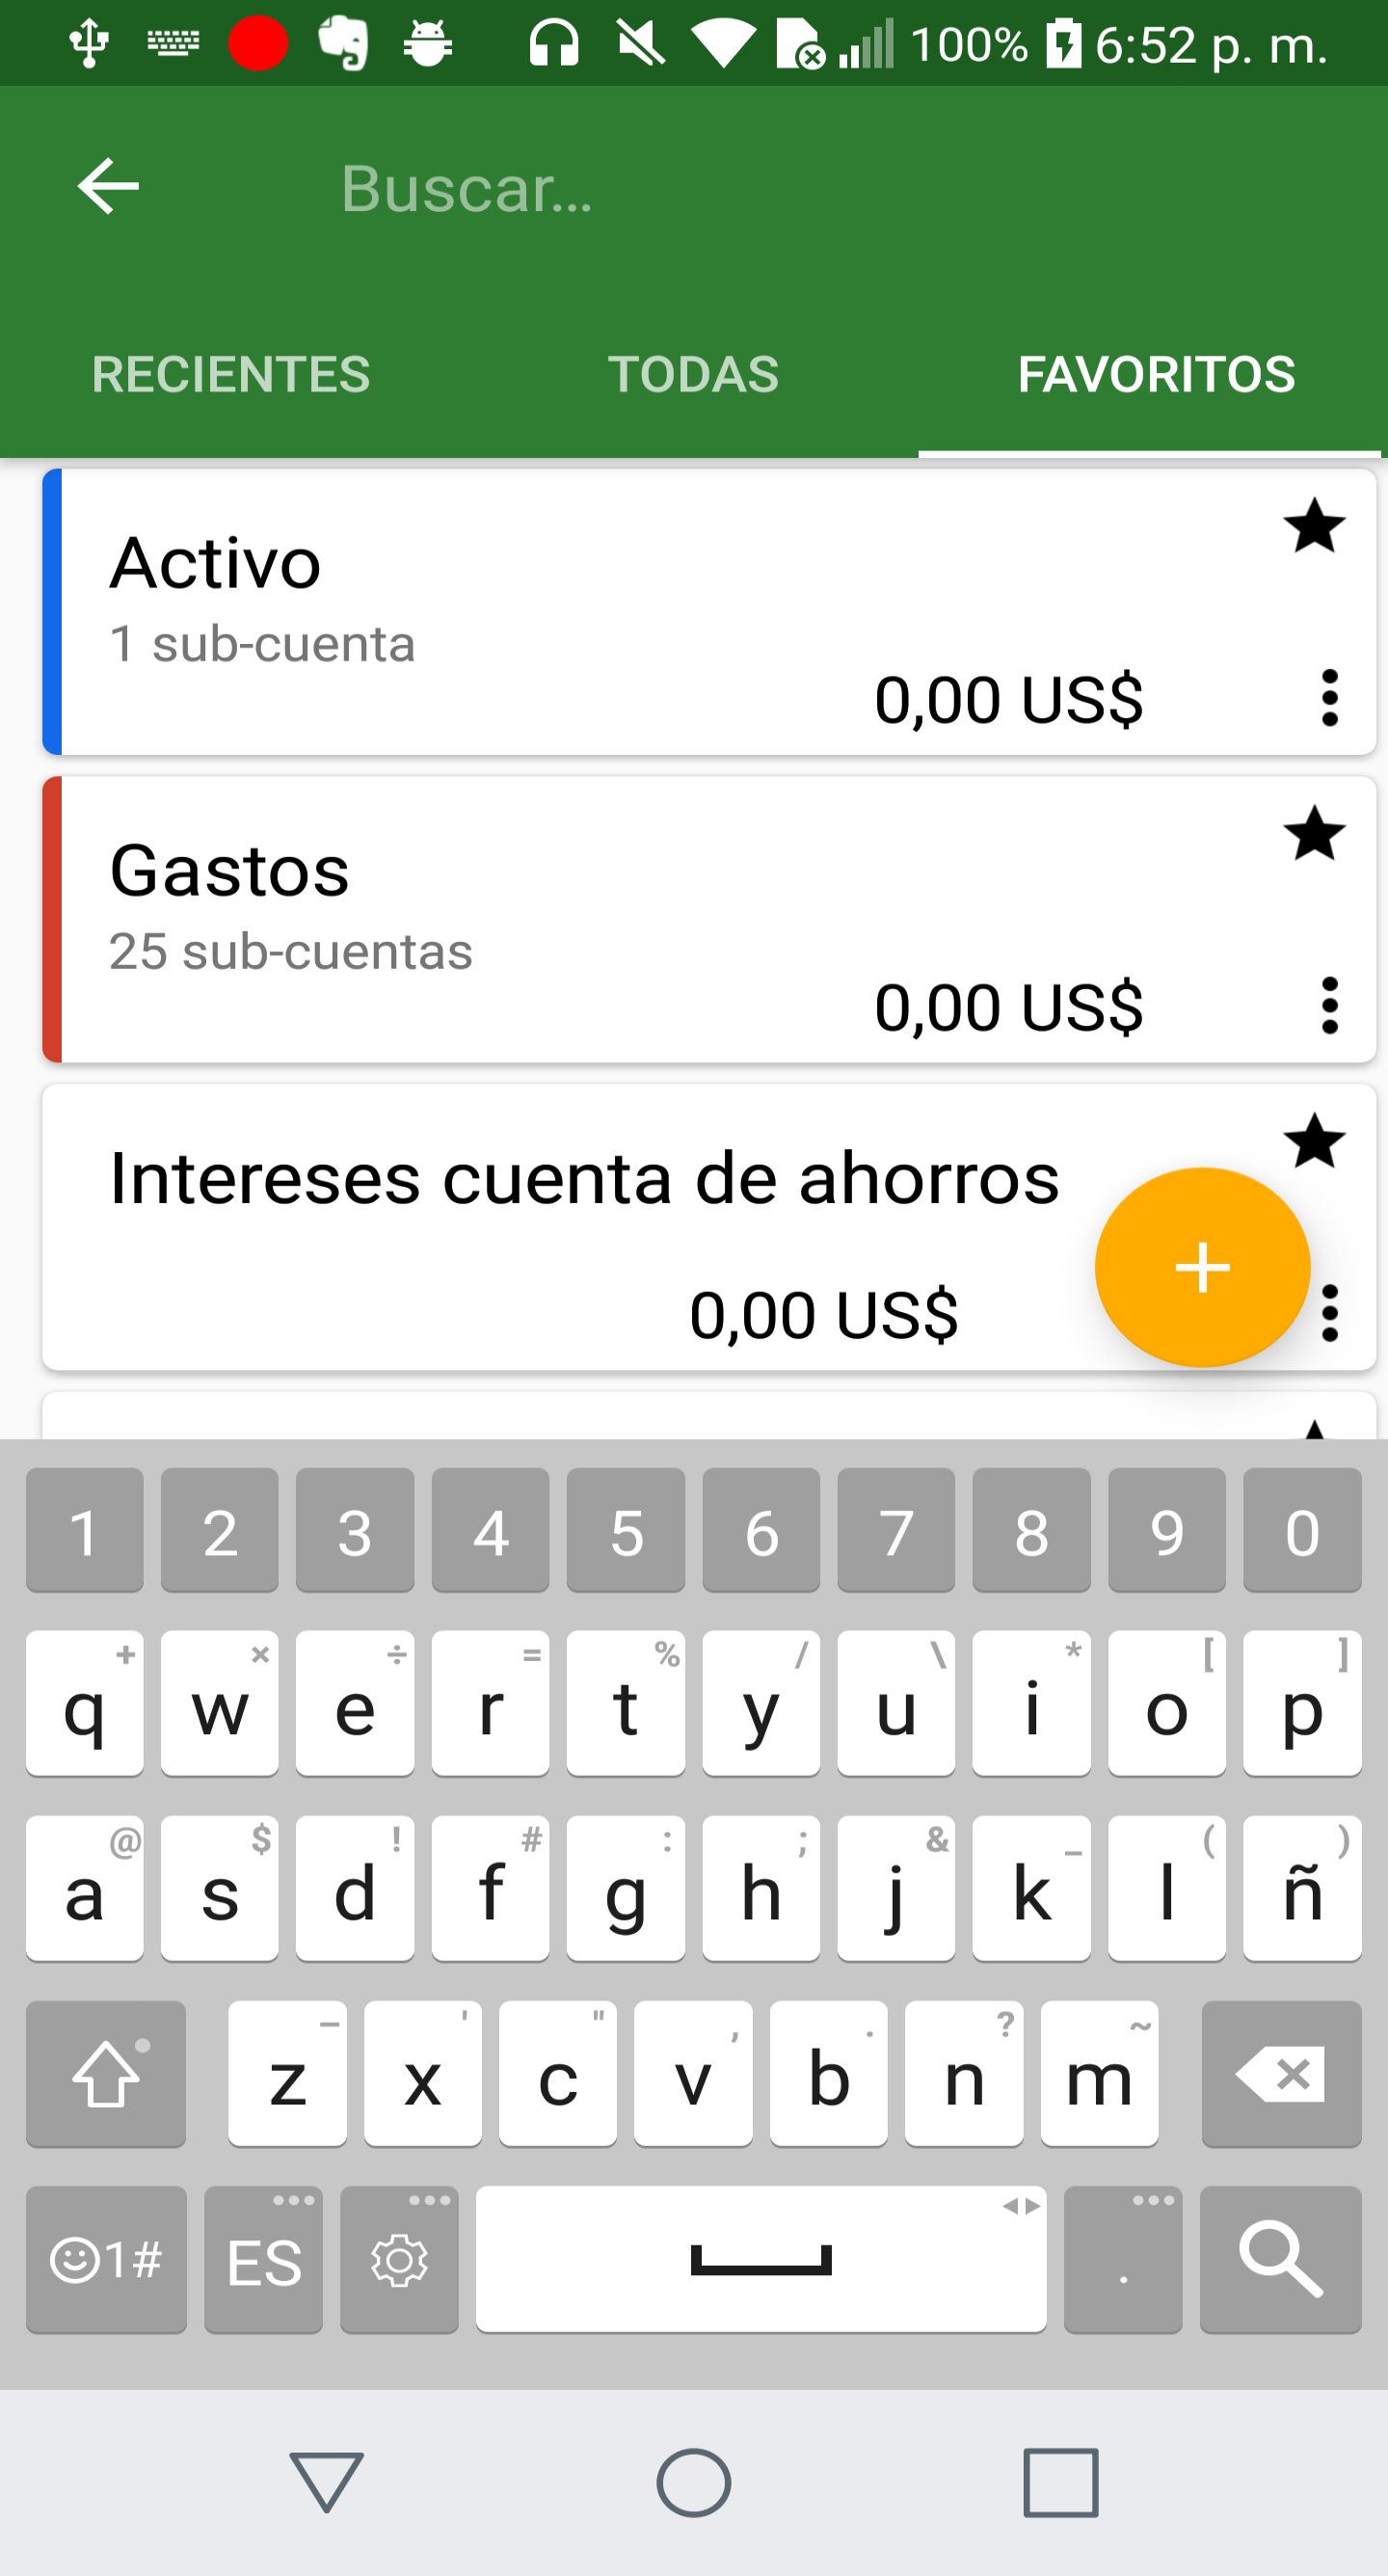 100% 6:52 p. m.
Buscar...
RECIENTES TODAS FAVORITOS
Activo
1 sub-cuenta
0,00 US$
Gastos
25 sub-cuentas
0,00 US$
Intereses cuenta de ahorros
0,00 US$
+
1 2 3 4 5 6 7 8 9 0
+ × ÷ = % / \ * [ ]
q w e r t y u i o p
@ $ ! # : ; & _ ( )
a s d f g h j k l ñ
– ' " , . ? ~
z x c v b n m
1# ES .